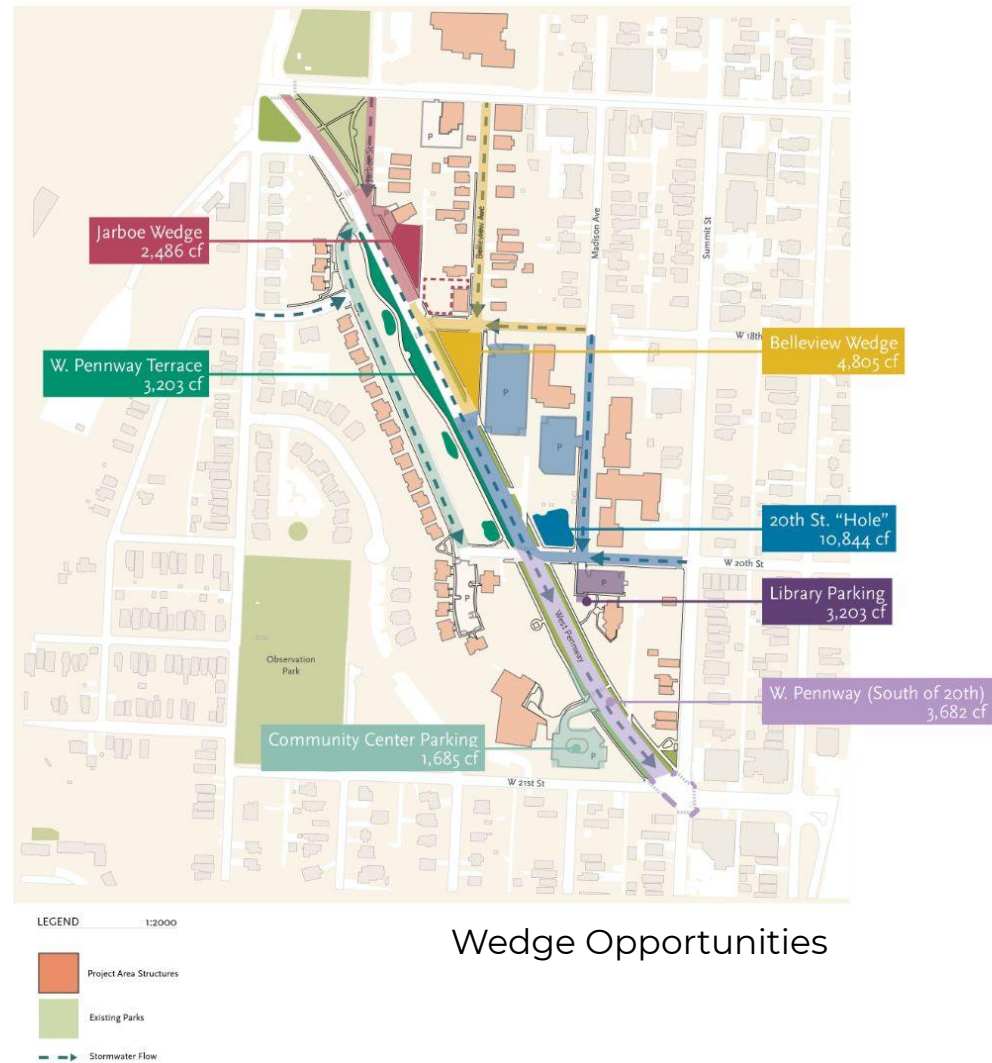 P
Jarboe St
Belleview Ave
Madison Ave
Summit St
Jarboe Wedge
2,486 cf
P
W 18th
Belleview Wedge
4,805 cf
W. Pennway Terrace
3,203 cf
P
P
20th St. “Hole”
10,844 cf
W 20th St
P
P
Library Parking
3,203 cf
West Pennway
Observation
Park
W. Pennway (South of 20th)
3,682 cf
Community Center Parking
1,685 cf
P
W 21st St
LEGEND 1:2000
Wedge Opportunities
Project Area Structures
Existing Parks
Stormwater Flow